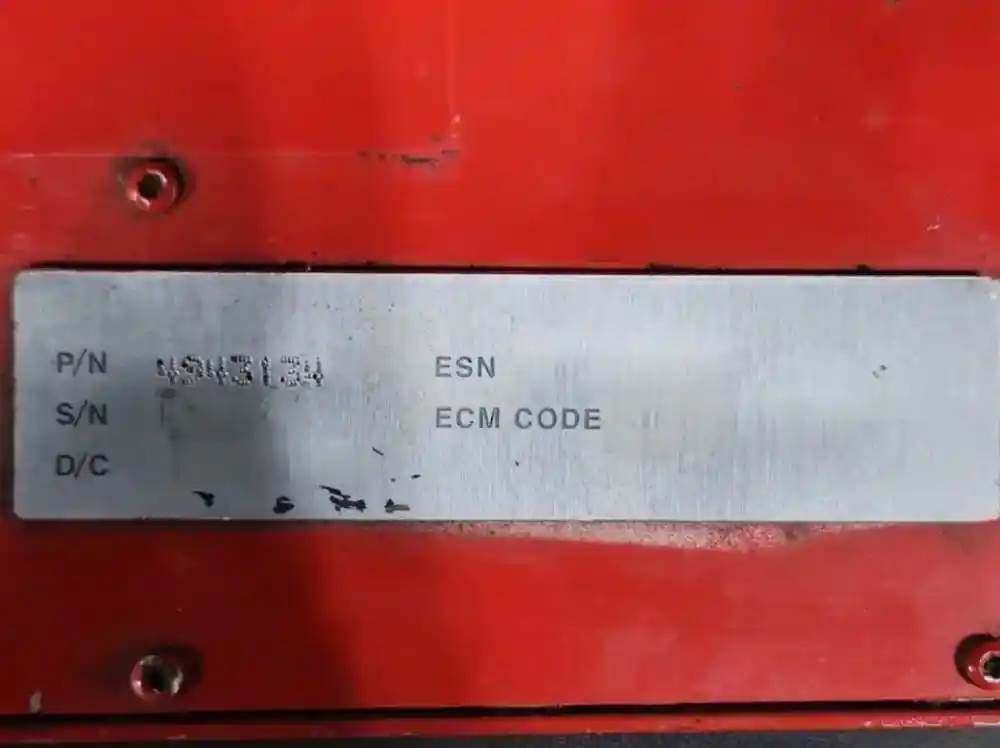 P/N 4943134 ESN
S/N ECM CODE
D/C